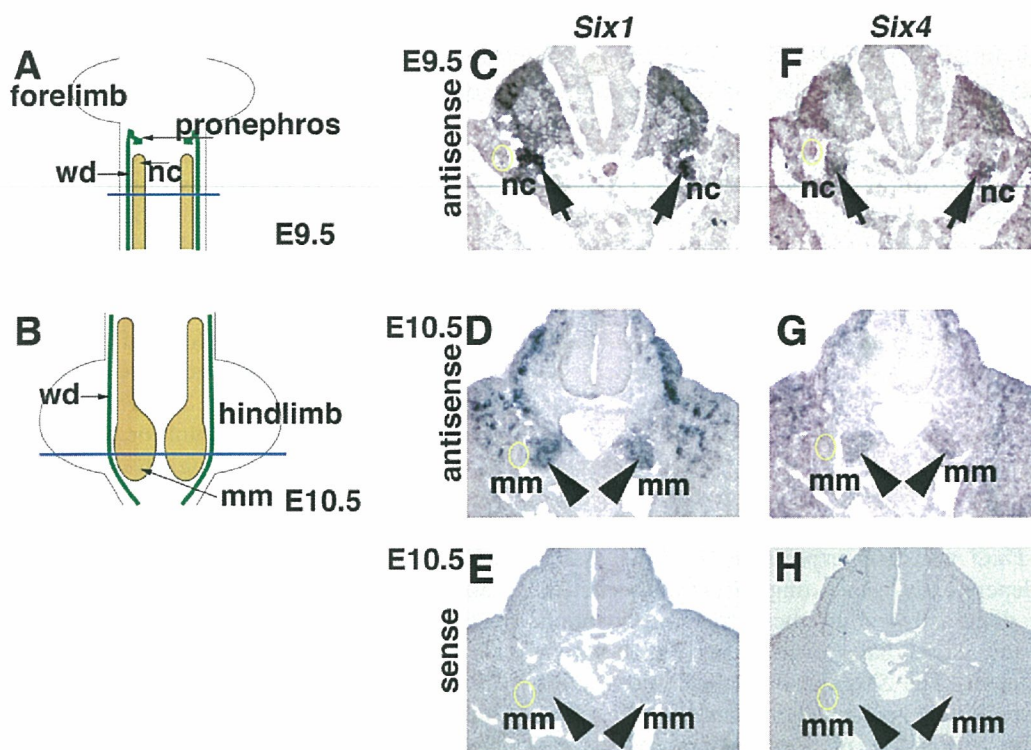 Six1
Six4
A
forelimb
pronephros
wd
nc
E9.5
B
wd
hindlimb
mm
E10.5
E9.5
antisense
C
nc
nc
F
nc
nc
E10.5
antisense
D
mm
mm
G
mm
mm
E10.5
sense
E
mm
mm
H
mm
mm